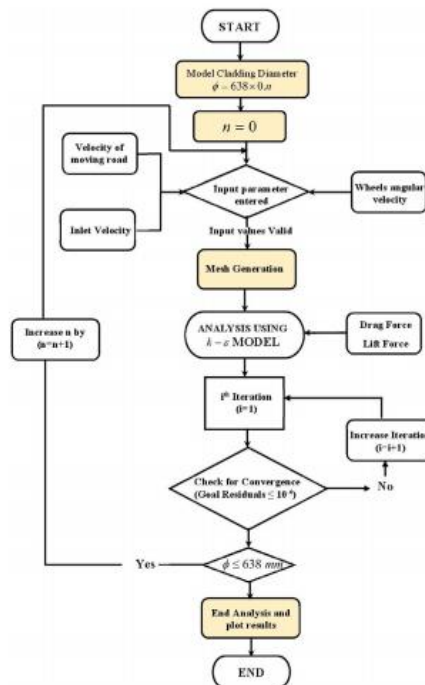 START
Model Cladding Diameter
ϕ = 638 × 0.n
n = 0
Velocity of
moving road
Input parameter
entered
Wheels angular
velocity
Inlet Velocity
Input values Valid
Mesh Generation
Increase n by
(n=n+1)
ANALYSIS USING
k − ε MODEL
Drag Force
Lift Force
iᵗʰ Iteration
(i=1)
Increase Iteration
(i=i+1)
Check for Convergence
(Goal Residuals ≤ 10⁻⁶)
No
Yes
ϕ ≤ 638 mm
End Analysis and
plot results
END